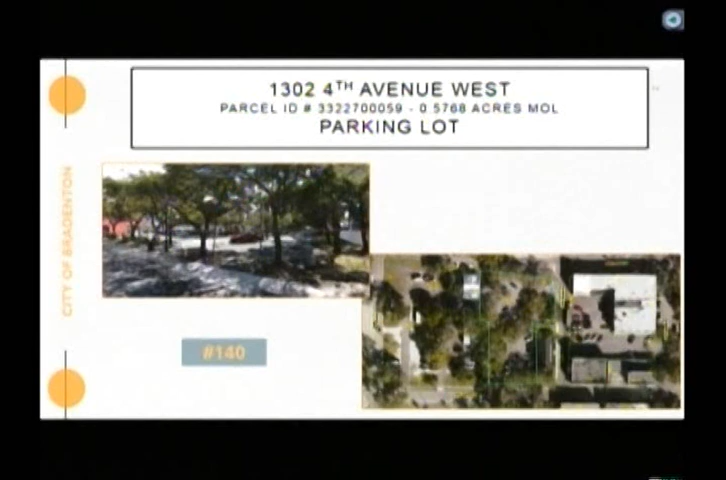 1302 4TH AVENUE WEST
PARCEL ID # 3322700059 - 0.5768 ACRES MOL
PARKING LOT
CITY OF BRADENTON
#140